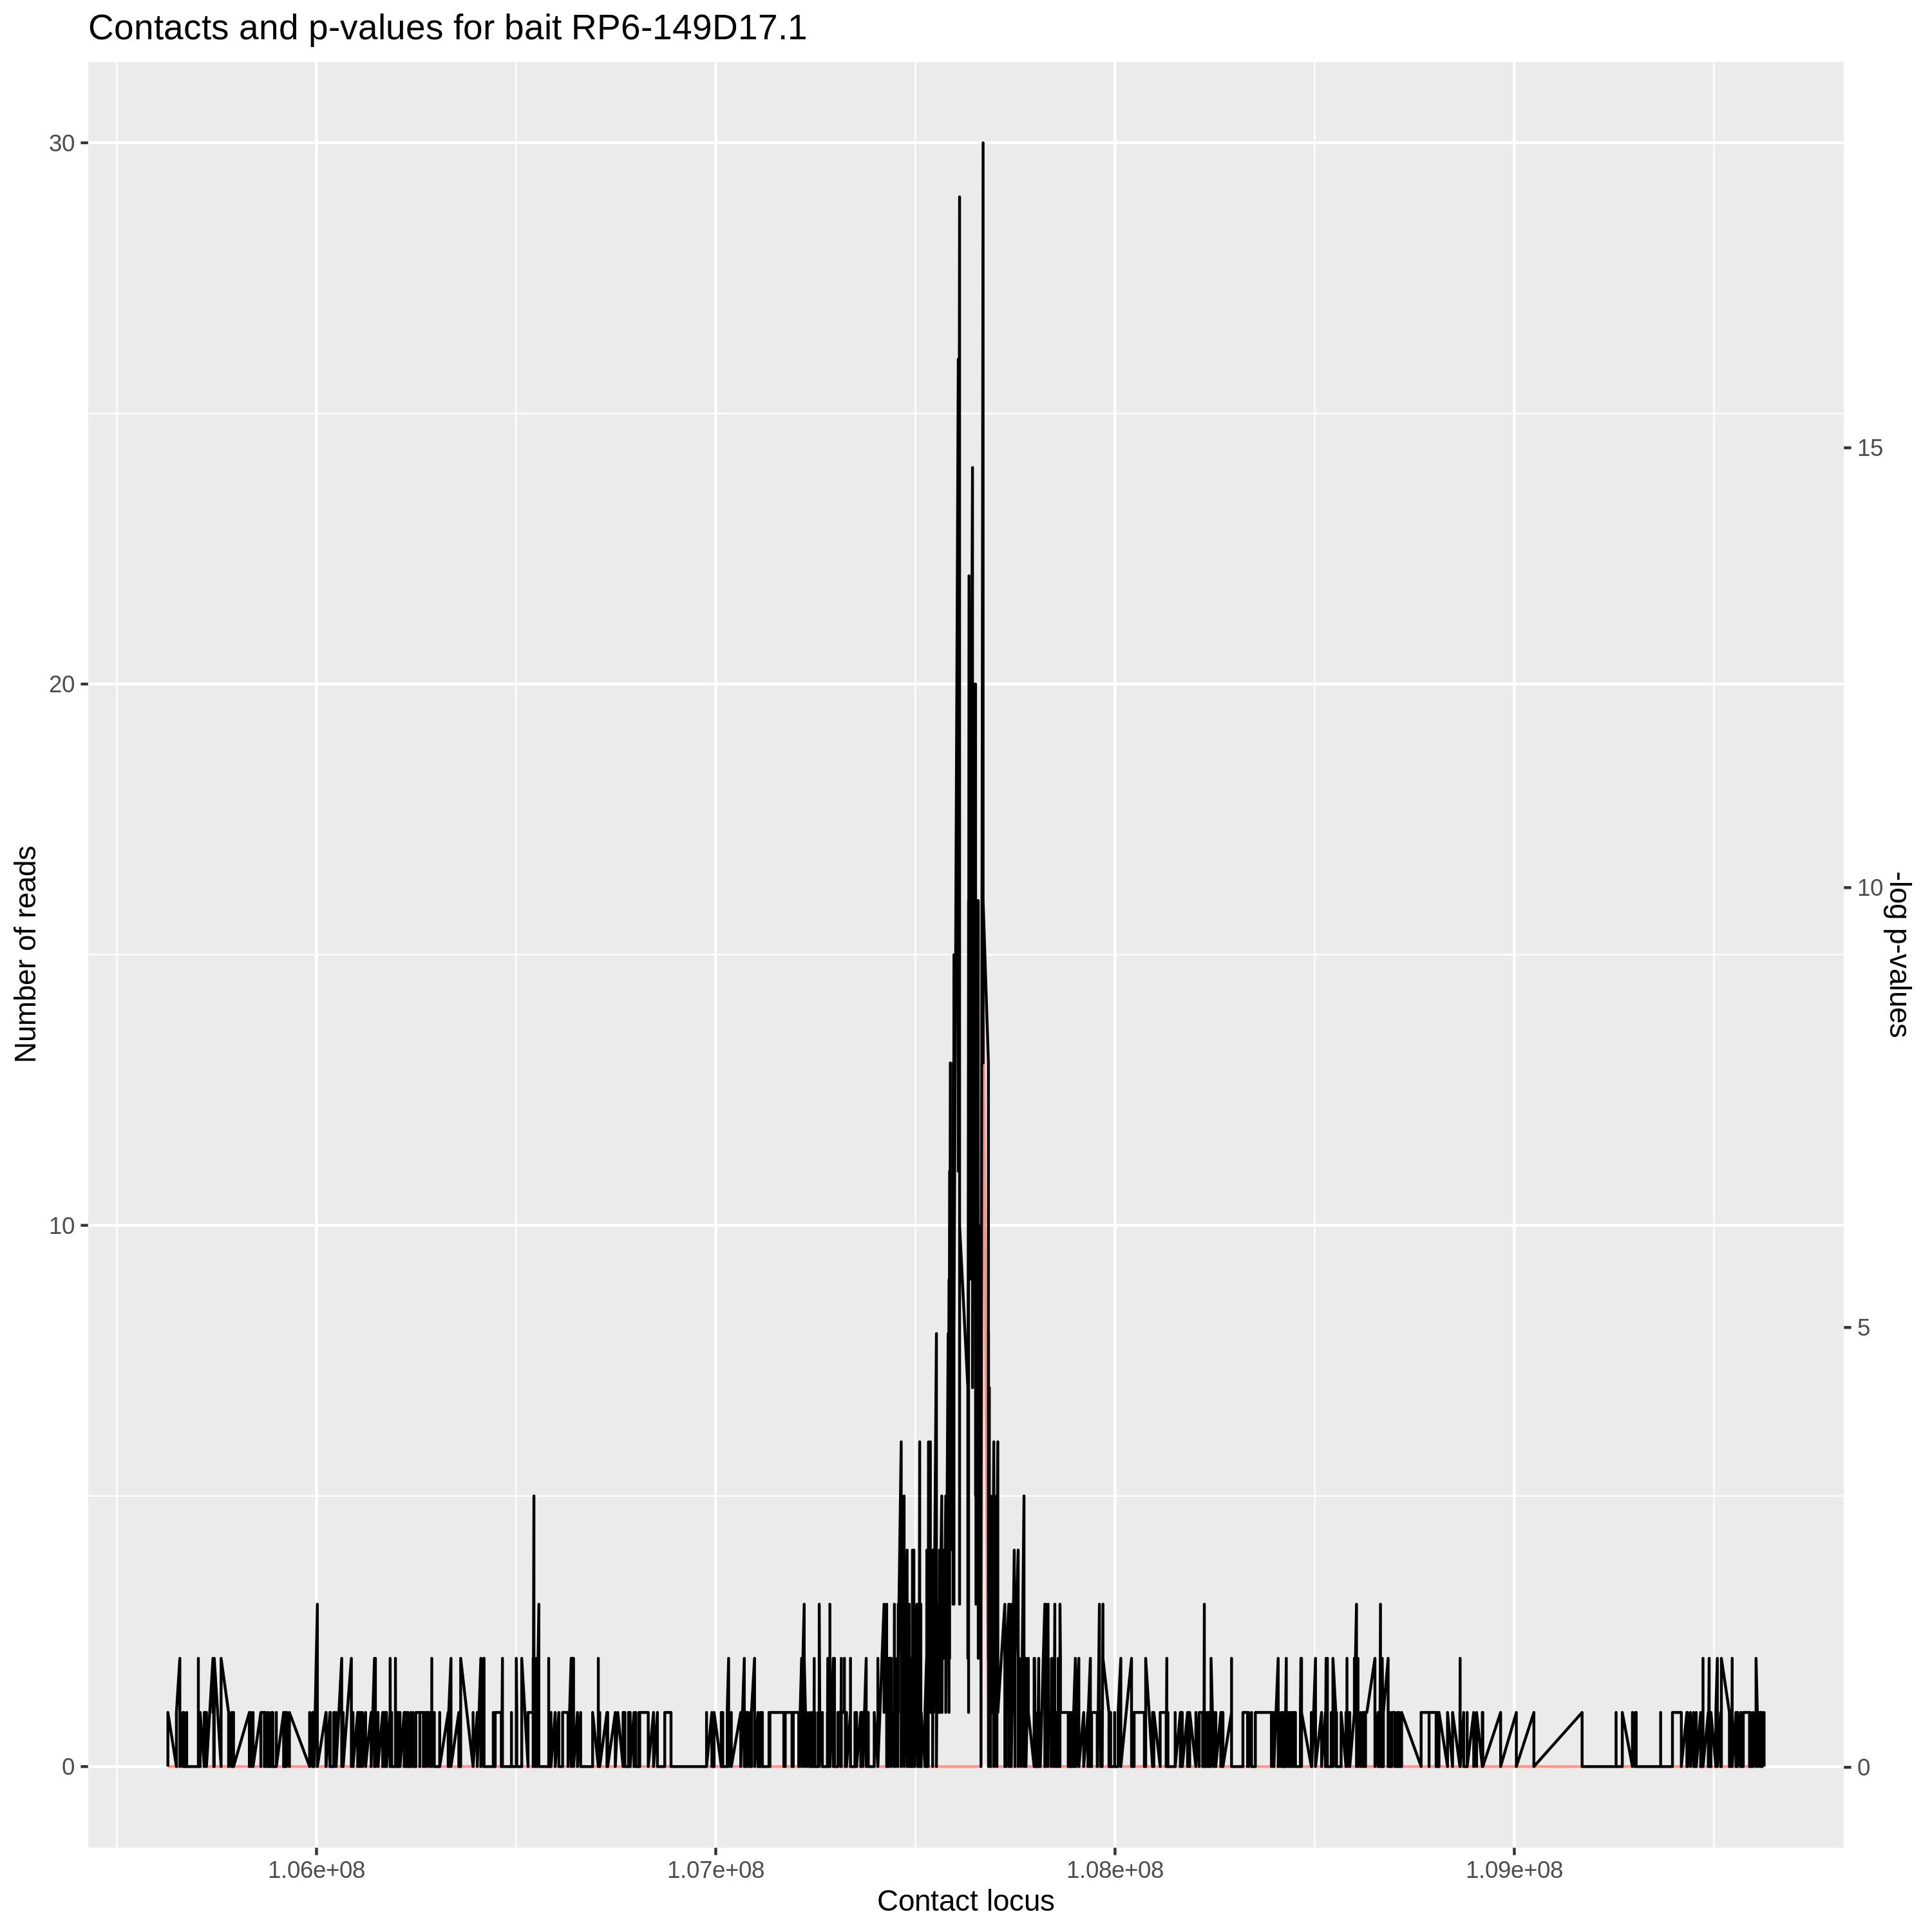 Contacts and p-values for bait RP6-149D17.1
30
20
10
0
Number of reads
15
10
5
0
-log p-values
1.06e+08
1.07e+08
1.08e+08
1.09e+08
Contact locus